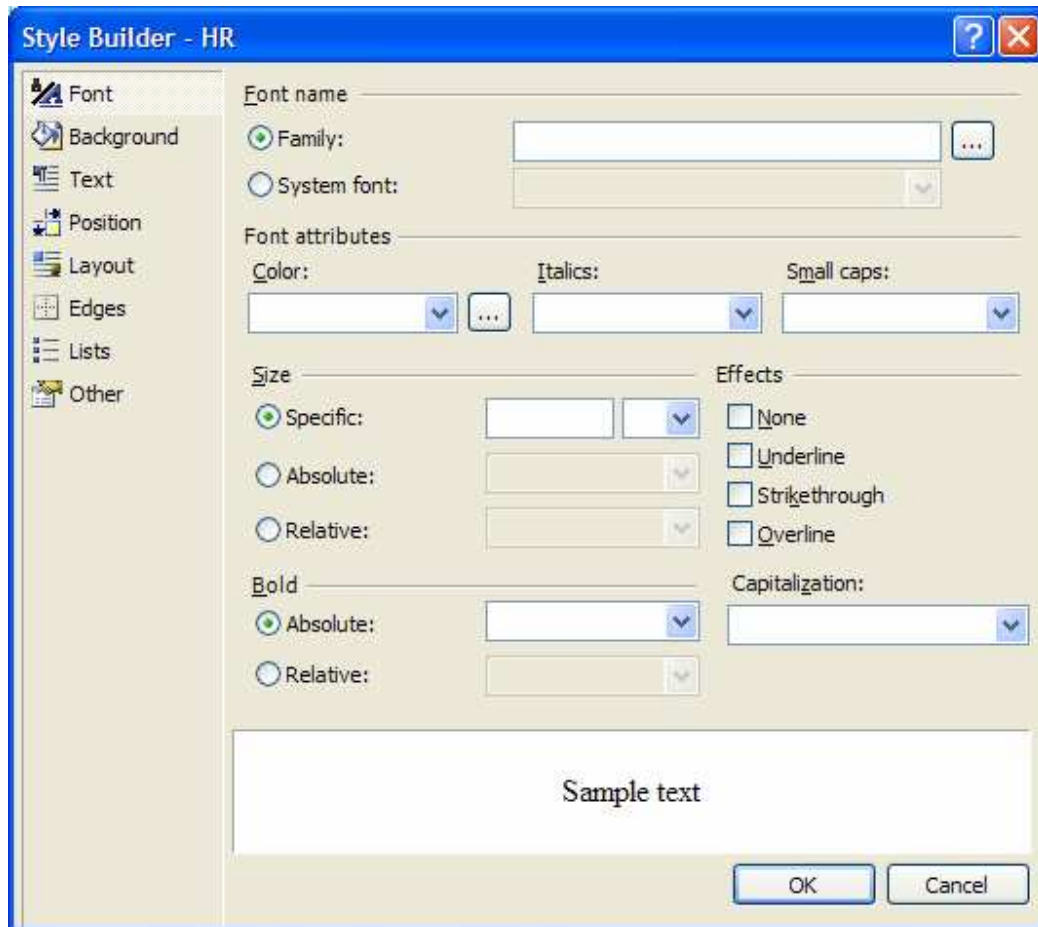 Style Builder - HR
Font
Background
Text
Position
Layout
Edges
Lists
Other
Font name
Family:
...
System font:
Font attributes
Color: Italics: Small caps:
...
Size Effects
Specific: None
Underline
Absolute:
Strikethrough
Relative: Overline
Bold Capitalization:
Absolute:
Relative:
Sample text
OK Cancel